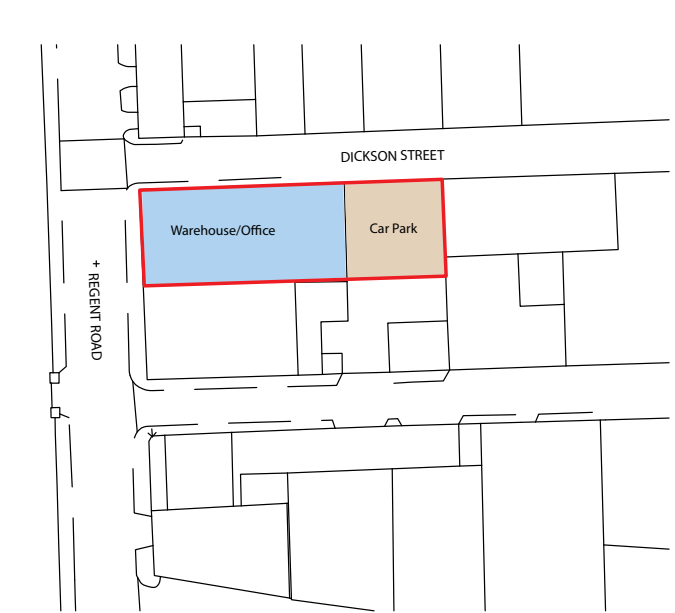 DICKSON STREET
Warehouse/Office
Car Park
+ REGENT ROAD